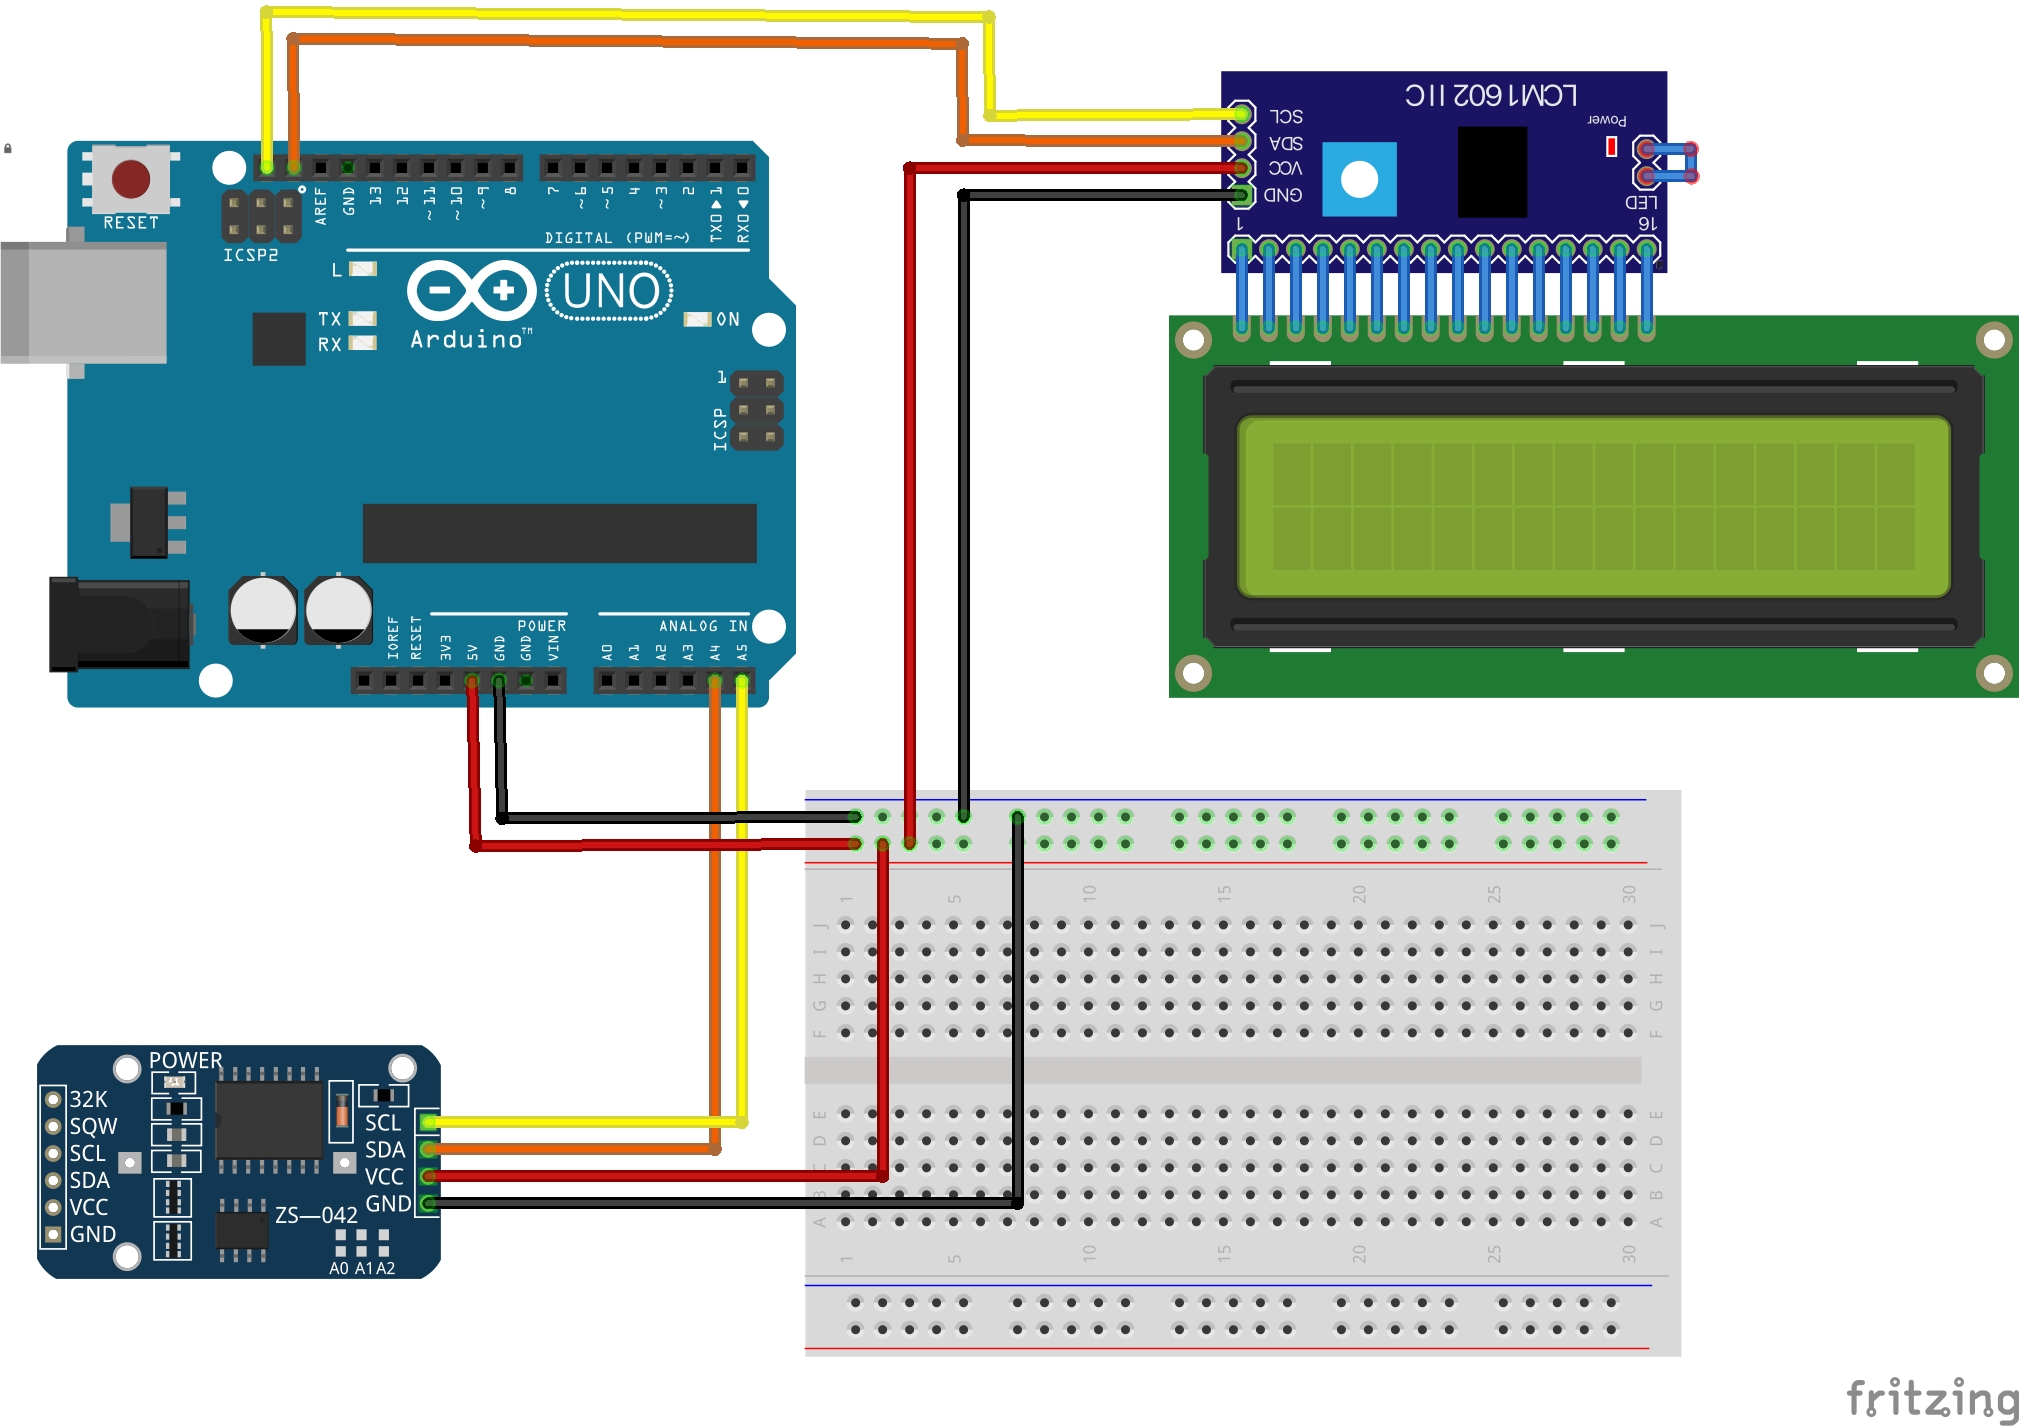 LCM1602 IIC
SCL
SDA
VCC
GND
Power
LED
1
16
RESET
ICSP2
AREF
GND
13
12
~11
~10
~9
8
7
~6
~5
4
~3
2
TX0 1
RX0 0
DIGITAL (PWM=~)
L
TX
RX
UNO
Arduino™
ON
1
ICSP
IOREF
RESET
3V3
5V
GND
GND
VIN
POWER
ANALOG IN
A0
A1
A2
A3
A4
A5
POWER
32K
SQW
SCL
SDA
VCC
GND
SCL
SDA
VCC
GND
ZS—042
A0 A1 A2
1 5 10 15 20 25 30
J J
I I
H H
G G
F F
E E
D D
C C
B B
A A
1 5 10 15 20 25 30
fritzing